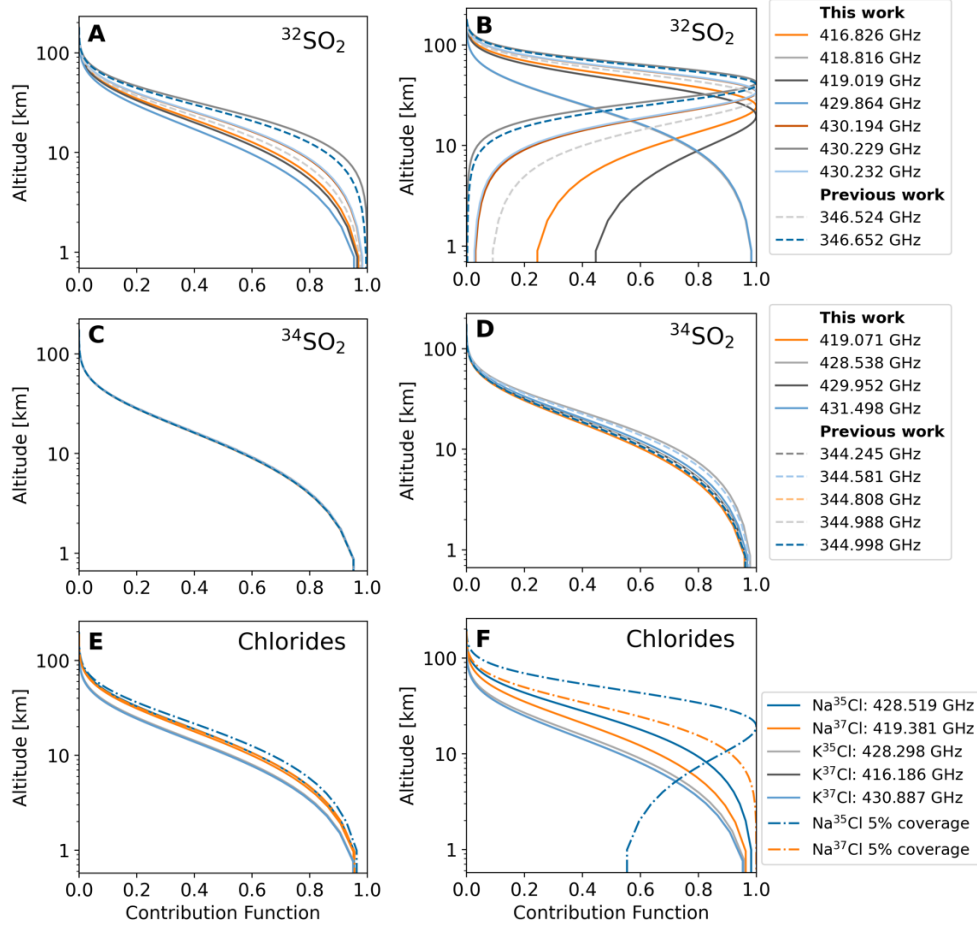 A
³²SO₂
Altitude [km]
100
10
1
0.0 0.2 0.4 0.6 0.8 1.0
B
³²SO₂
Altitude [km]
100
10
1
0.0 0.2 0.4 0.6 0.8 1.0
This work
416.826 GHz
418.816 GHz
419.019 GHz
429.864 GHz
430.194 GHz
430.229 GHz
430.232 GHz
Previous work
346.524 GHz
346.652 GHz
C
³⁴SO₂
Altitude [km]
100
10
1
0.0 0.2 0.4 0.6 0.8 1.0
D
³⁴SO₂
Altitude [km]
100
10
1
0.0 0.2 0.4 0.6 0.8 1.0
This work
419.071 GHz
428.538 GHz
429.952 GHz
431.498 GHz
Previous work
344.245 GHz
344.581 GHz
344.808 GHz
344.988 GHz
344.998 GHz
E
Chlorides
Altitude [km]
100
10
1
0.0 0.2 0.4 0.6 0.8 1.0
Contribution Function
F
Chlorides
Altitude [km]
100
10
1
0.0 0.2 0.4 0.6 0.8 1.0
Contribution Function
Na³⁵Cl: 428.519 GHz
Na³⁷Cl: 419.381 GHz
K³⁵Cl: 428.298 GHz
K³⁷Cl: 416.186 GHz
K³⁷Cl: 430.887 GHz
Na³⁵Cl 5% coverage
Na³⁷Cl 5% coverage